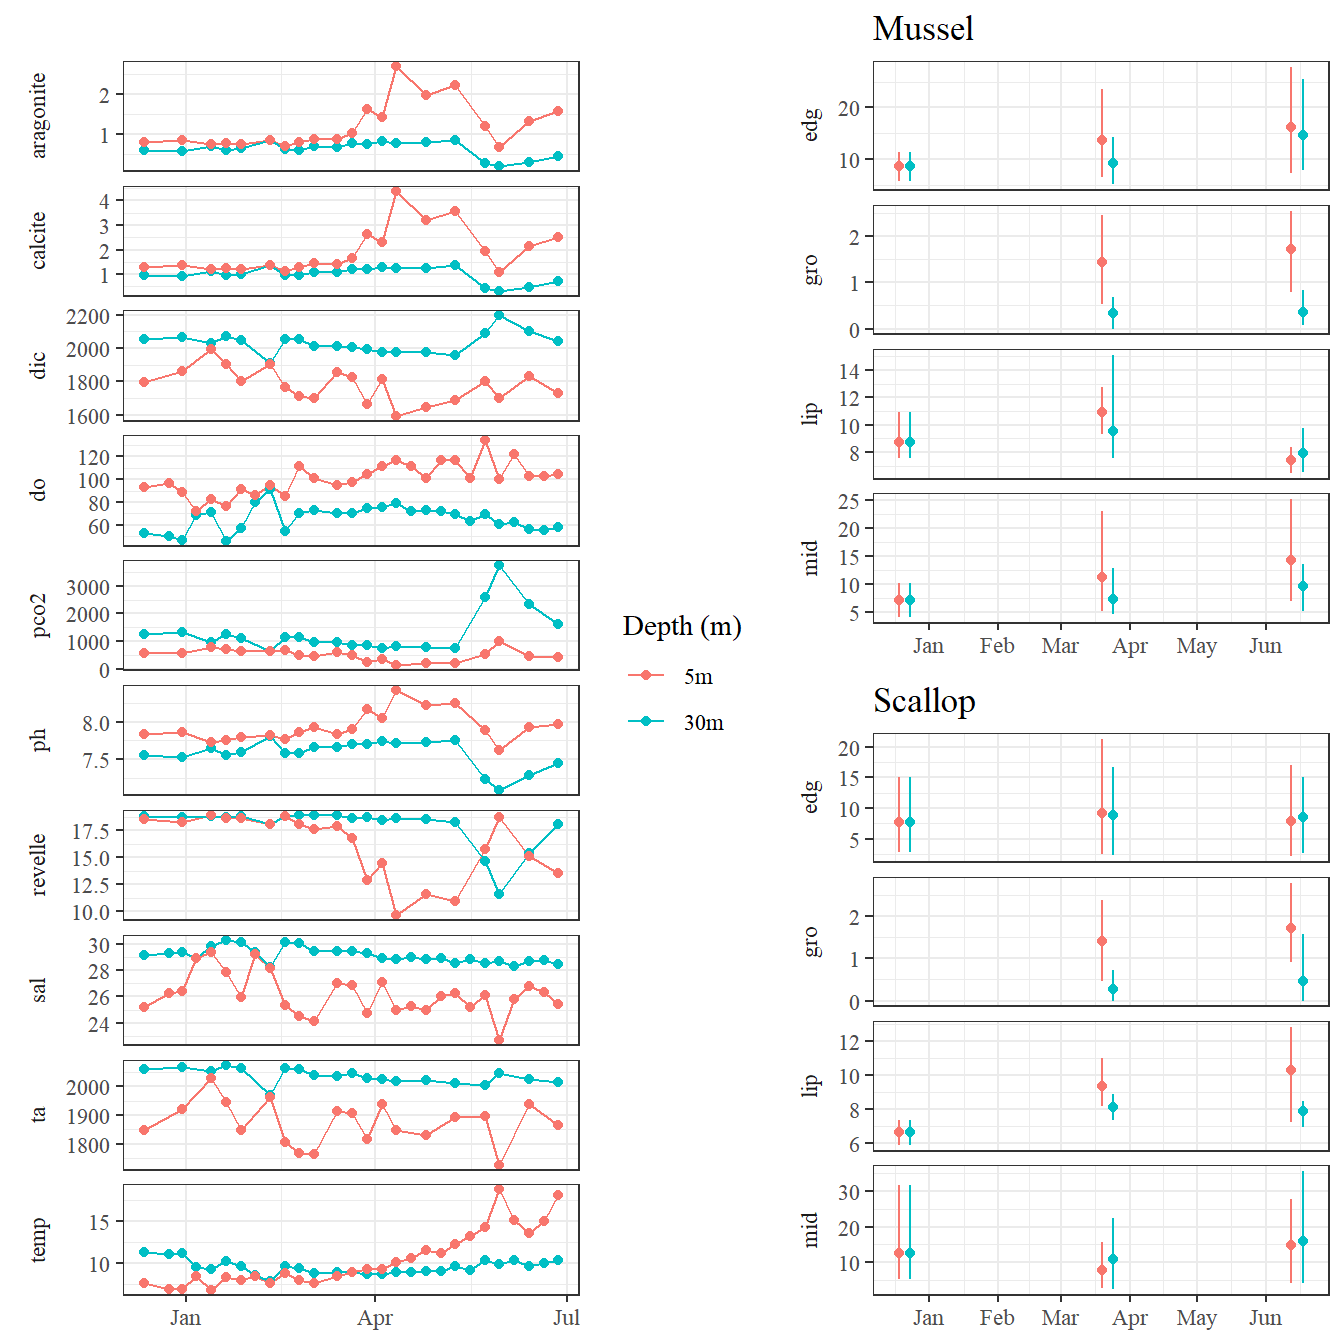 aragonite
2
1
calcite
4
3
2
1
dic
2200
2000
1800
1600
do
120
100
80
60
pco2
3000
2000
1000
0
ph
8.0
7.5
revelle
17.5
15.0
12.5
10.0
sal
30
28
26
24
ta
2000
1900
1800
temp
15
10
Jan Apr Jul
Depth (m)
5m
30m
Mussel
edg
20
10
gro
2
1
0
lip
14
12
10
8
mid
25
20
15
10
5
Jan Feb Mar Apr May Jun
Scallop
edg
20
15
10
5
gro
2
1
0
lip
12
10
8
6
mid
30
20
10
Jan Feb Mar Apr May Jun